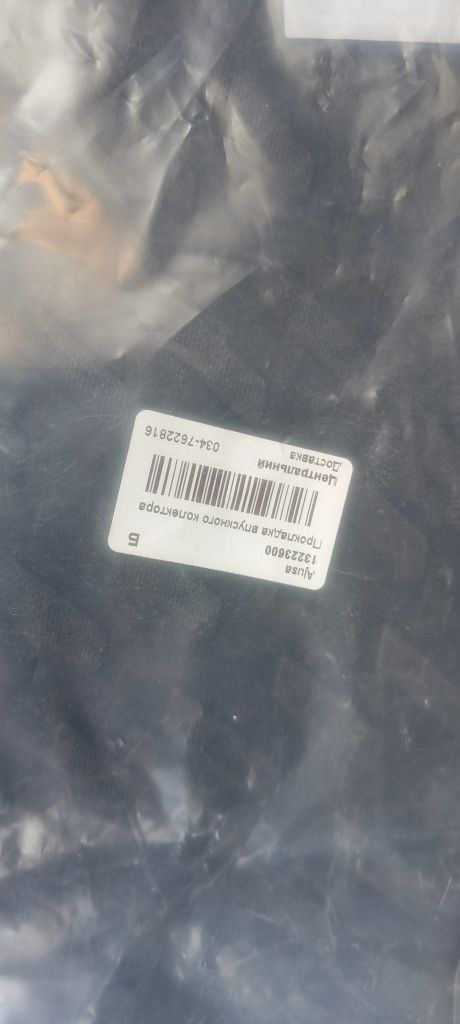 Ajusa
13223600
Прокладка впускного колектора
Б
Центральний
Доставка
034-7622816